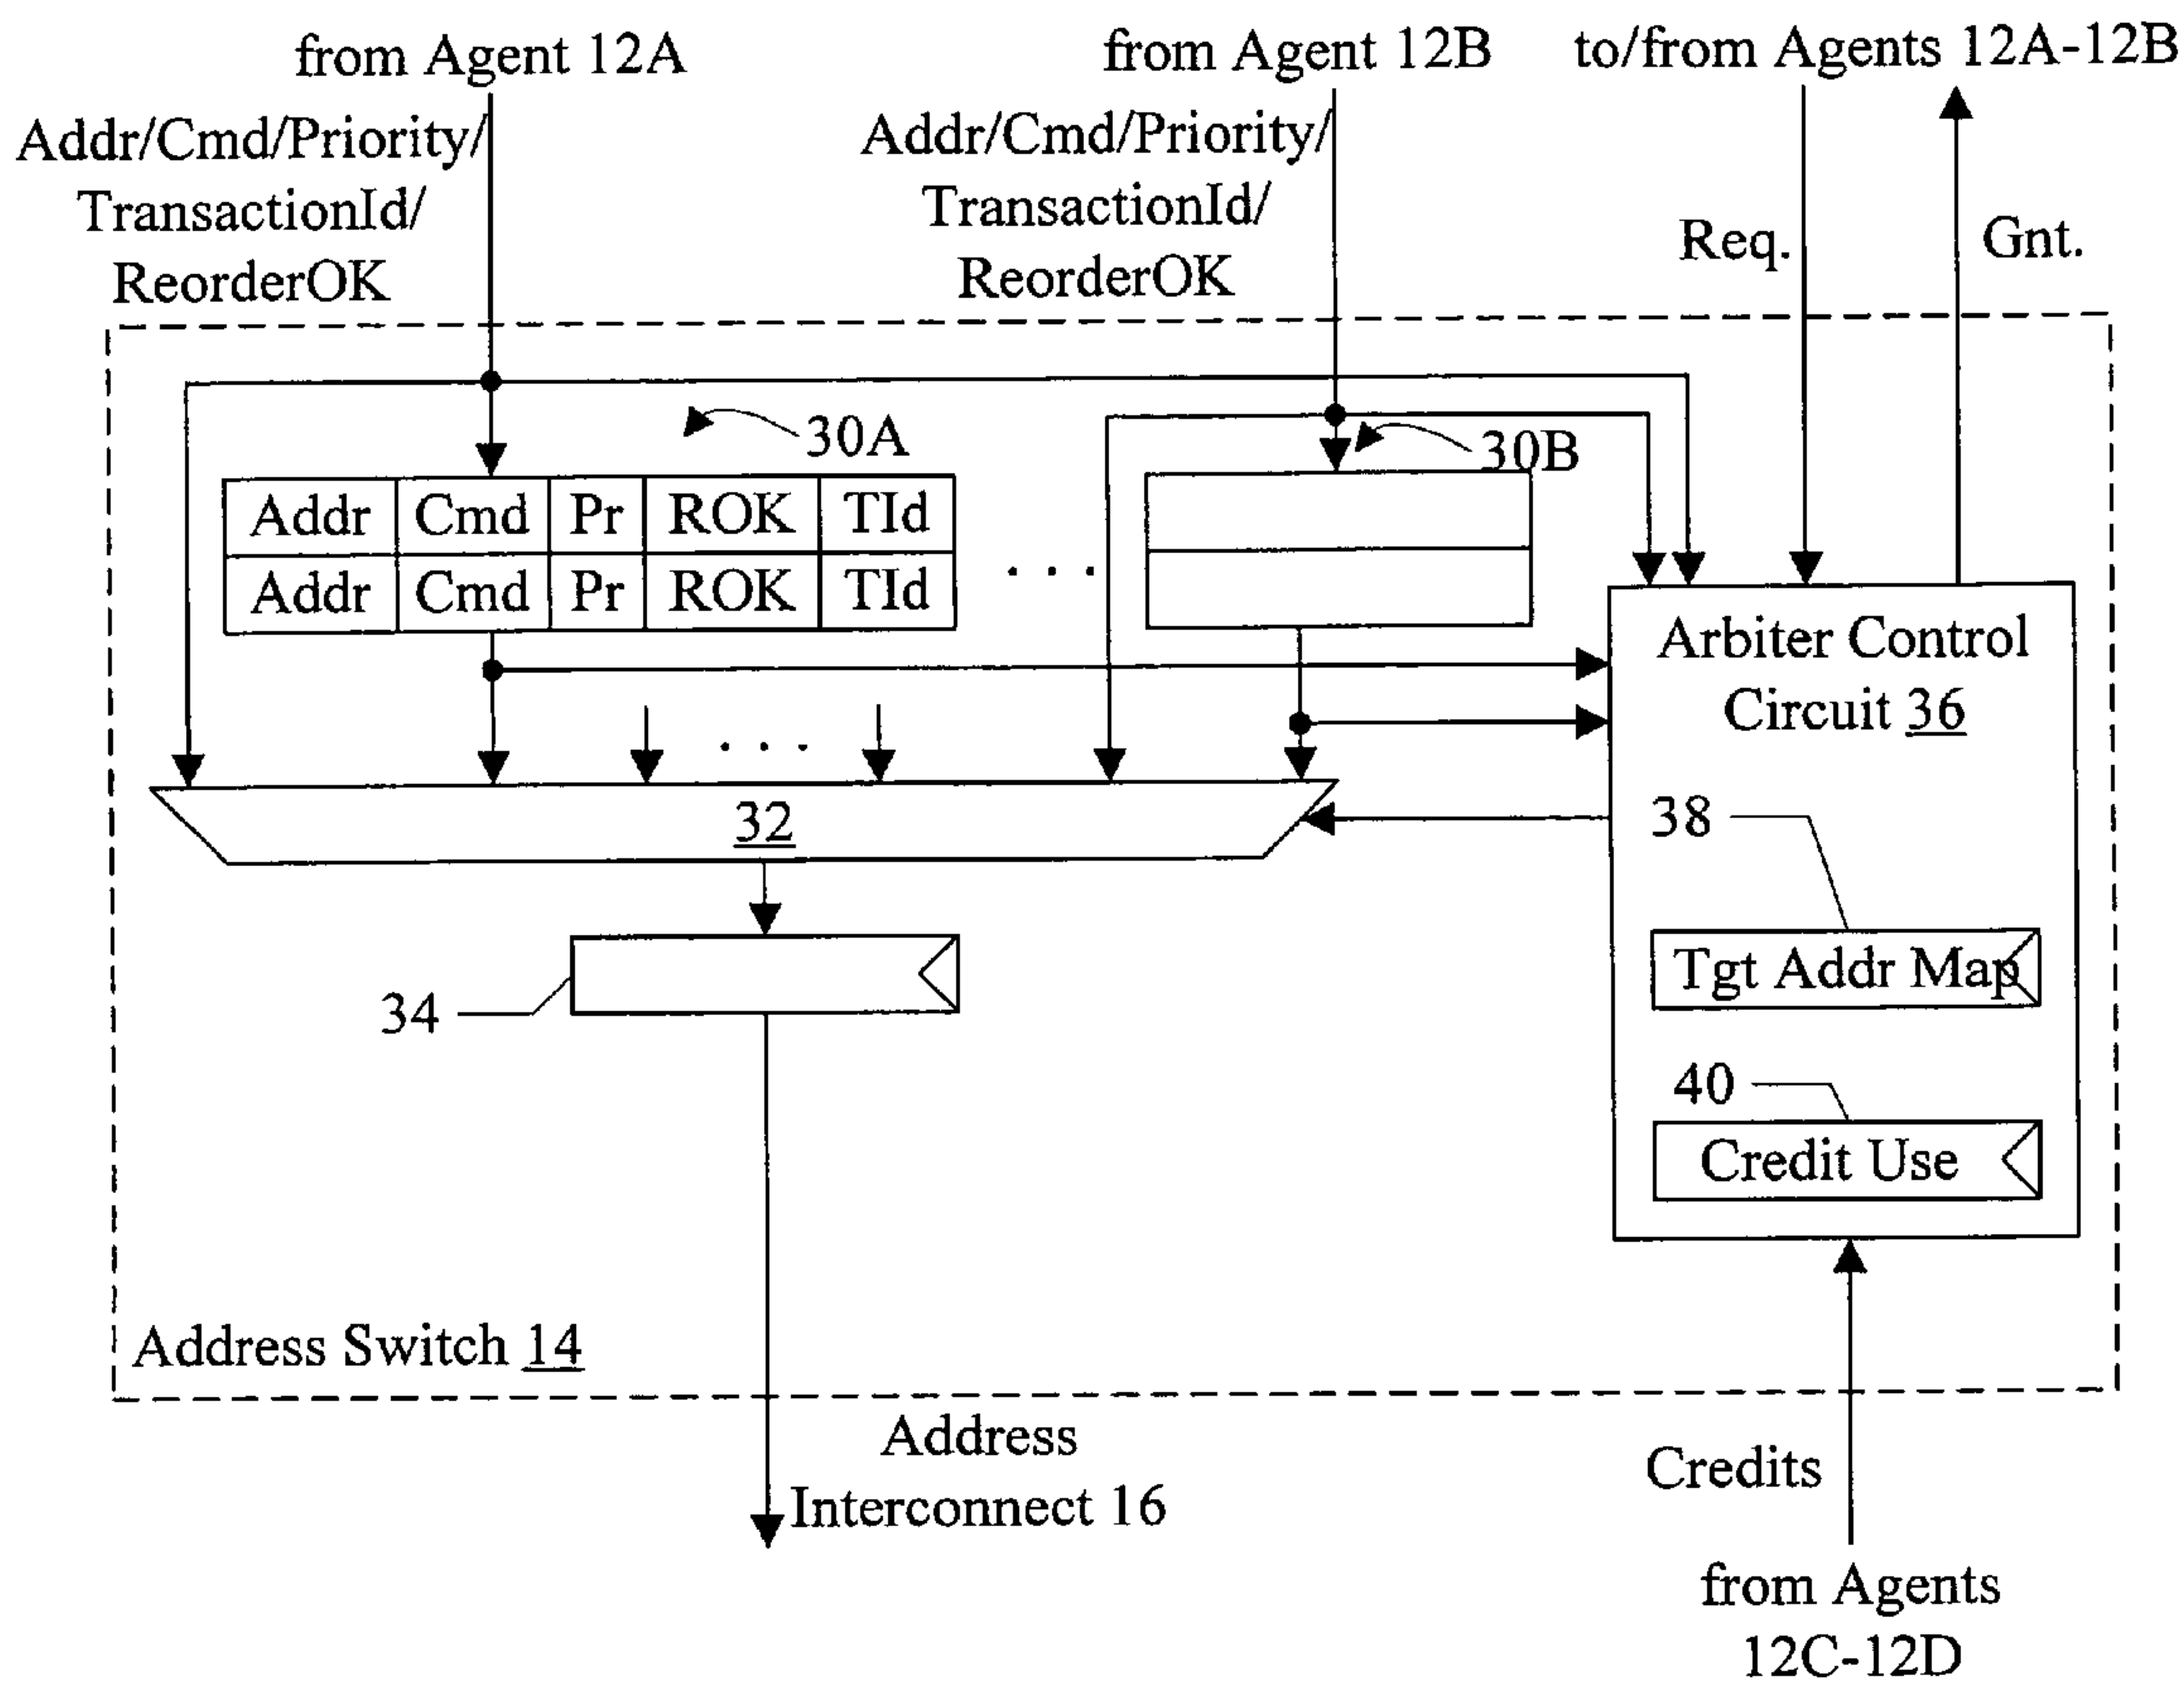 from Agent 12A
Addr/Cmd/Priority/
TransactionId/
ReorderOK
from Agent 12B
Addr/Cmd/Priority/
TransactionId/
ReorderOK
to/from Agents 12A-12B
Req.
Gnt.
30A
30B
Addr Cmd Pr ROK TId
Addr Cmd Pr ROK TId
. . .
. . .
Arbiter Control
Circuit 36
32
38
Tgt Addr Map
34
40
Credit Use
Address Switch 14
Address
Interconnect 16
Credits
from Agents
12C-12D